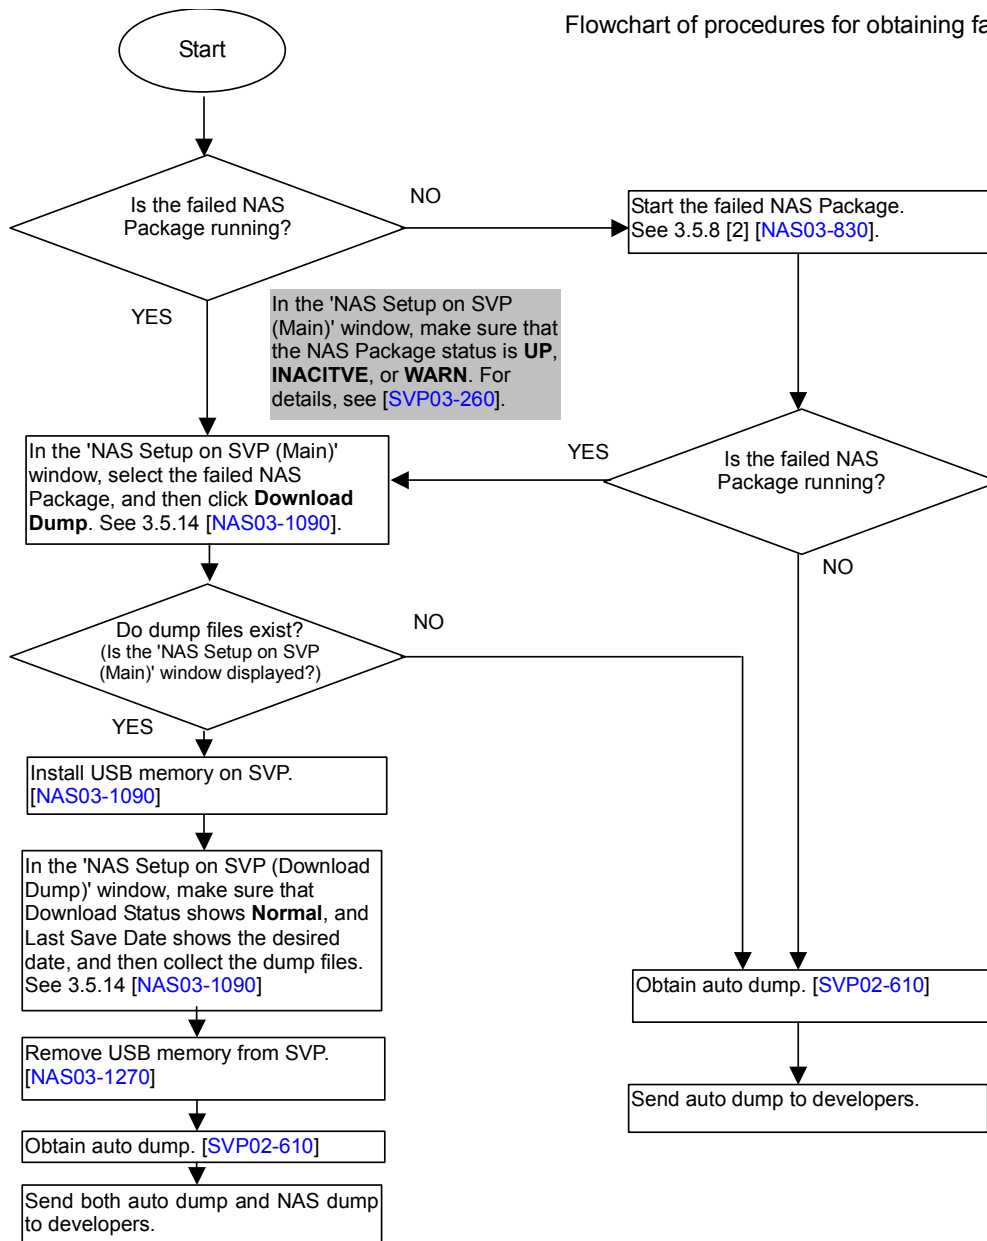 Flowchart of procedures for obtaining fa
Start
Is the failed NAS
Package running?
NO
Start the failed NAS Package.
See 3.5.8 [2] [NAS03-830].
YES
In the 'NAS Setup on SVP
(Main)' window, make sure that
the NAS Package status is UP,
INACITVE, or WARN. For
details, see [SVP03-260].
In the 'NAS Setup on SVP (Main)'
window, select the failed NAS
Package, and then click Download
Dump. See 3.5.14 [NAS03-1090].
YES
Is the failed NAS
Package running?
NO
Do dump files exist?
(Is the 'NAS Setup on SVP
(Main)' window displayed?)
NO
YES
Install USB memory on SVP.
[NAS03-1090]
In the 'NAS Setup on SVP (Download
Dump)' window, make sure that
Download Status shows Normal, and
Last Save Date shows the desired
date, and then collect the dump files.
See 3.5.14 [NAS03-1090]
Obtain auto dump. [SVP02-610]
Remove USB memory from SVP.
[NAS03-1270]
Send auto dump to developers.
Obtain auto dump. [SVP02-610]
Send both auto dump and NAS dump
to developers.